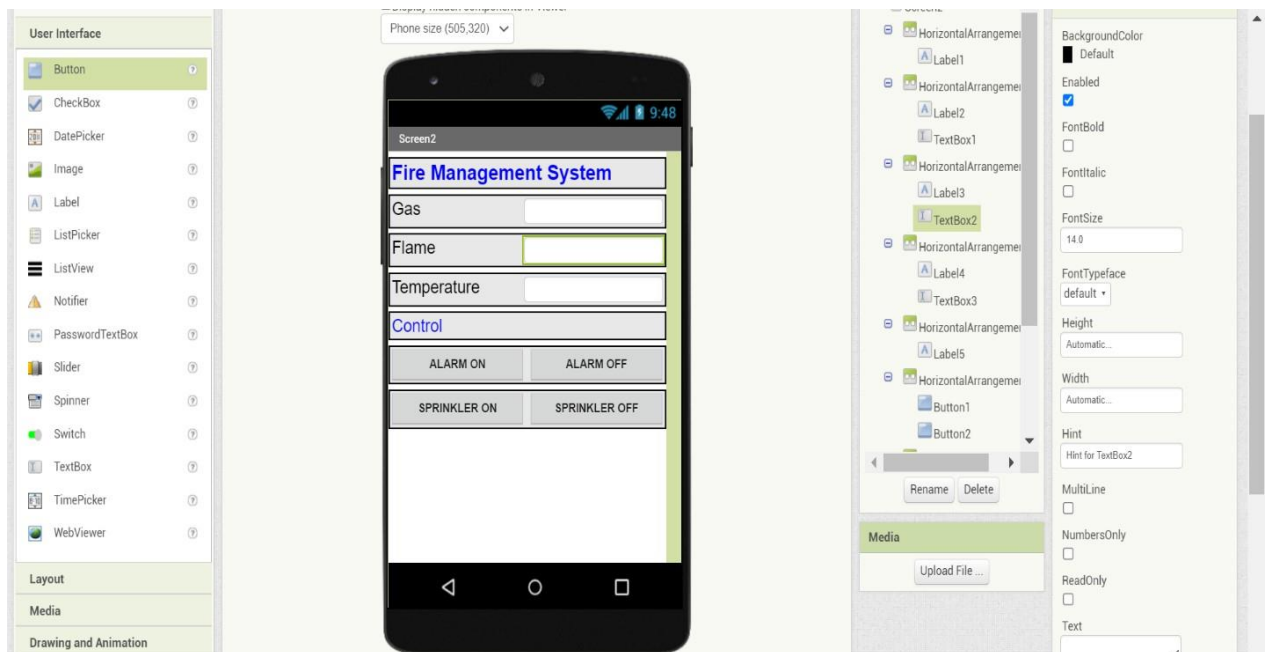 User Interface
Button
CheckBox
DatePicker
Image
Label
ListPicker
ListView
Notifier
PasswordTextBox
Slider
Spinner
Switch
TextBox
TimePicker
WebViewer
Layout
Media
Drawing and Animation
Phone size (505,320)
9:48
Screen2
Fire Management System
Gas
Flame
Temperature
Control
ALARM ON ALARM OFF
SPRINKLER ON SPRINKLER OFF
HorizontalArrangemen
Label1
HorizontalArrangemen
Label2
TextBox1
HorizontalArrangemen
Label3
TextBox2
HorizontalArrangemen
Label4
TextBox3
HorizontalArrangemen
Label5
HorizontalArrangemen
Button1
Button2
Rename Delete
Media
Upload File ...
BackgroundColor
Default
Enabled
FontBold
FontItalic
FontSize
14.0
FontTypeface
default
Height
Automatic...
Width
Automatic...
Hint
Hint for TextBox2
MultiLine
NumbersOnly
ReadOnly
Text